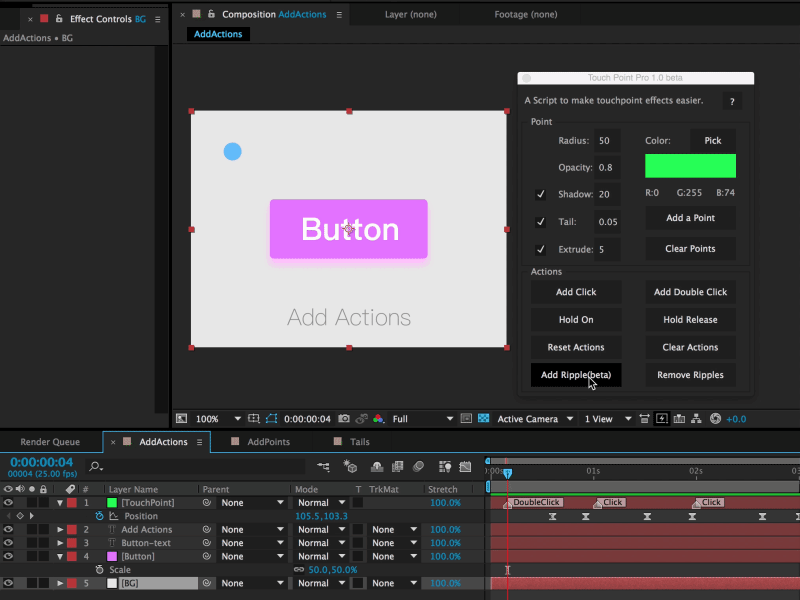 Effect Controls BG
Composition AddActions
Layer (none)
Footage (none)
AddActions • BG
AddActions
Touch Point Pro 1.0 beta
A Script to make touchpoint effects easier.
?
Point
Radius: 50
Color: Pick
Opacity: 0.8
Shadow: 20
R:0 G:255 B:74
Tail: 0.05
Add a Point
Extrude: 5
Clear Points
Actions
Add Click
Add Double Click
Hold On
Hold Release
Reset Actions
Clear Actions
Add Ripple(beta)
Remove Ripples
Button
Add Actions
100%
0:00:00:04
Full
Active Camera
1 View
+0.0
Render Queue
AddActions
AddPoints
Tails
0:00:00:04
00004 (25.00 fps)
:00s 01s 02s
# Layer Name Parent Mode T TrkMat Stretch
1 [TouchPoint] None Normal 100.0%
DoubleClick Click Click
Position 105.5,103.3
2 Add Actions None Normal None 100.0%
3 Button-text None Normal None 100.0%
4 [Button] None Normal None 100.0%
Scale 50.0,50.0%
5 [BG] None Normal None 100.0%